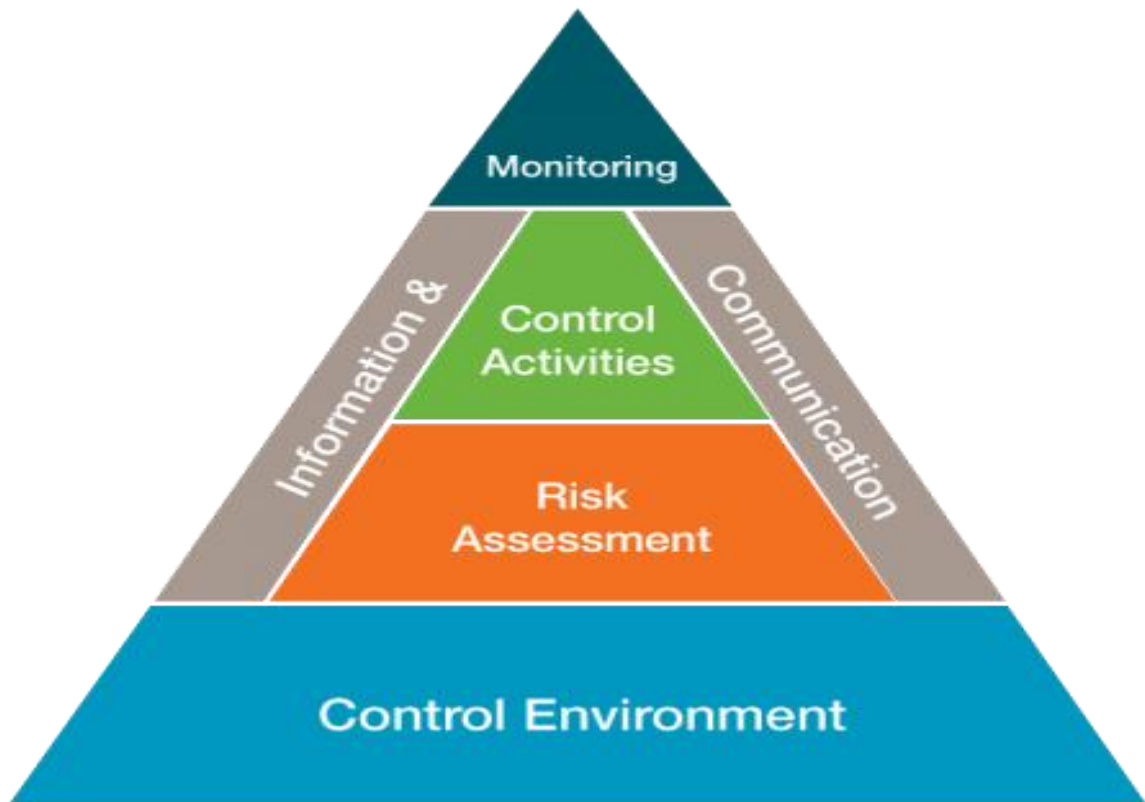 Monitoring
Information &
Communication
Control
Activities
Risk
Assessment
Control Environment